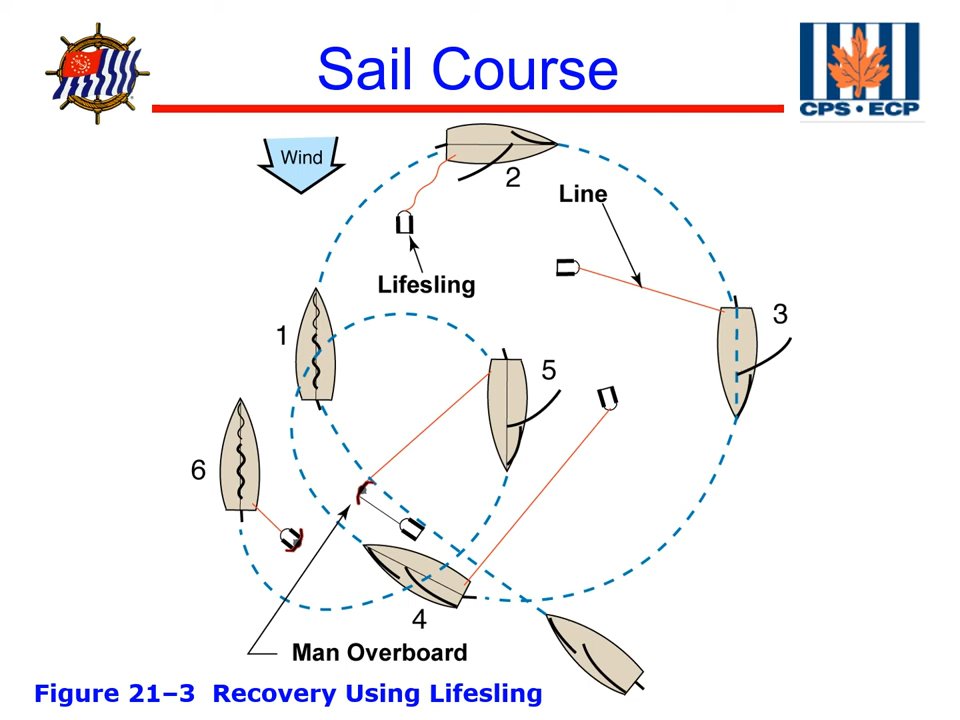 Sail Course
CPS • ECP
Wind
2
Line
Lifesling
1
3
5
6
4
Man Overboard
Figure 21–3 Recovery Using Lifesling